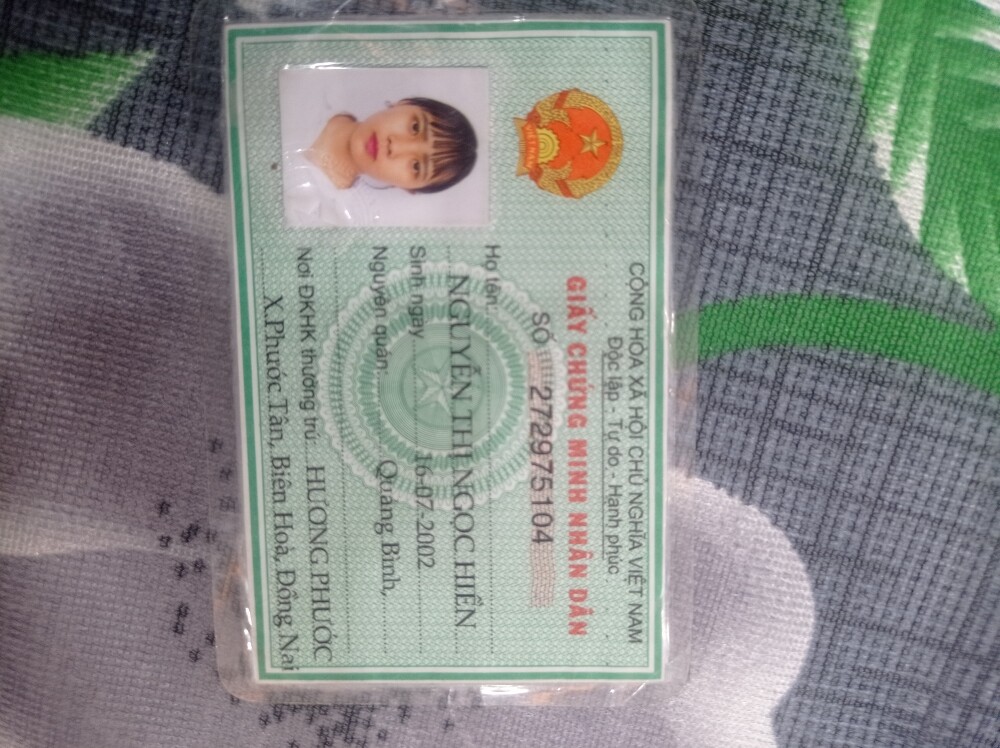 CỘNG HÒA XÃ HỘI CHỦ NGHĨA VIỆT NAM
Độc lập - Tự do - Hạnh phúc
GIẤY CHỨNG MINH NHÂN DÂN
SỐ 272975104
Họ tên: NGUYỄN THỊ NGỌC HIỀN
Sinh ngày 16-07-2002
Nguyên quán: Quảng Bình,
Nơi ĐKHK thường trú: HƯƠNG PHƯỚC
X.Phước Tân, Biên Hoà, Đồng Nai
VIỆT NAM